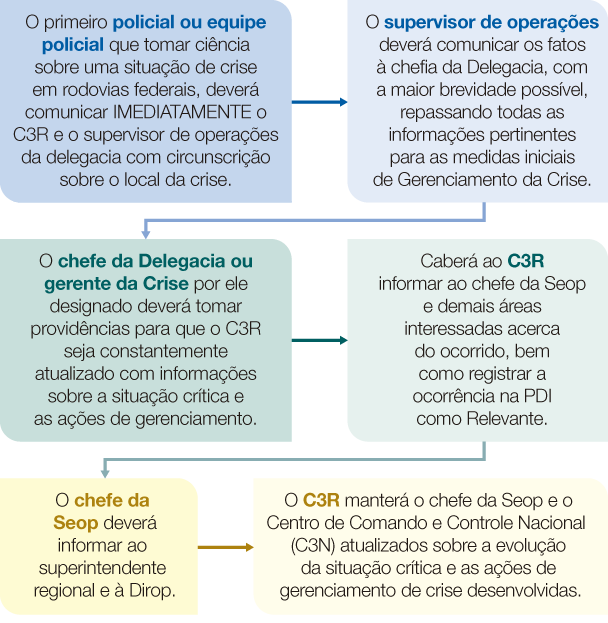 O primeiro policial ou equipe
policial que tomar ciência
sobre uma situação de crise
em rodovias federais, deverá
comunicar IMEDIATAMENTE o
C3R e o supervisor de operações
da delegacia com circunscrição
sobre o local da crise.
O supervisor de operações
deverá comunicar os fatos
à chefia da Delegacia, com
a maior brevidade possível,
repassando todas as
informações pertinentes
para as medidas iniciais
de Gerenciamento da Crise.
O chefe da Delegacia ou
gerente da Crise por ele
designado deverá tomar
providências para que o C3R
seja constantemente
atualizado com informações
sobre a situação crítica e
as ações de gerenciamento.
Caberá ao C3R
informar ao chefe da Seop
e demais áreas
interessadas acerca
do ocorrido, bem
como registrar a
ocorrência na PDI
como Relevante.
O chefe da
Seop deverá
informar ao
superintendente
regional e à Dirop.
O C3R manterá o chefe da Seop e o
Centro de Comando e Controle Nacional
(C3N) atualizados sobre a evolução
da situação crítica e as ações de
gerenciamento de crise desenvolvidas.